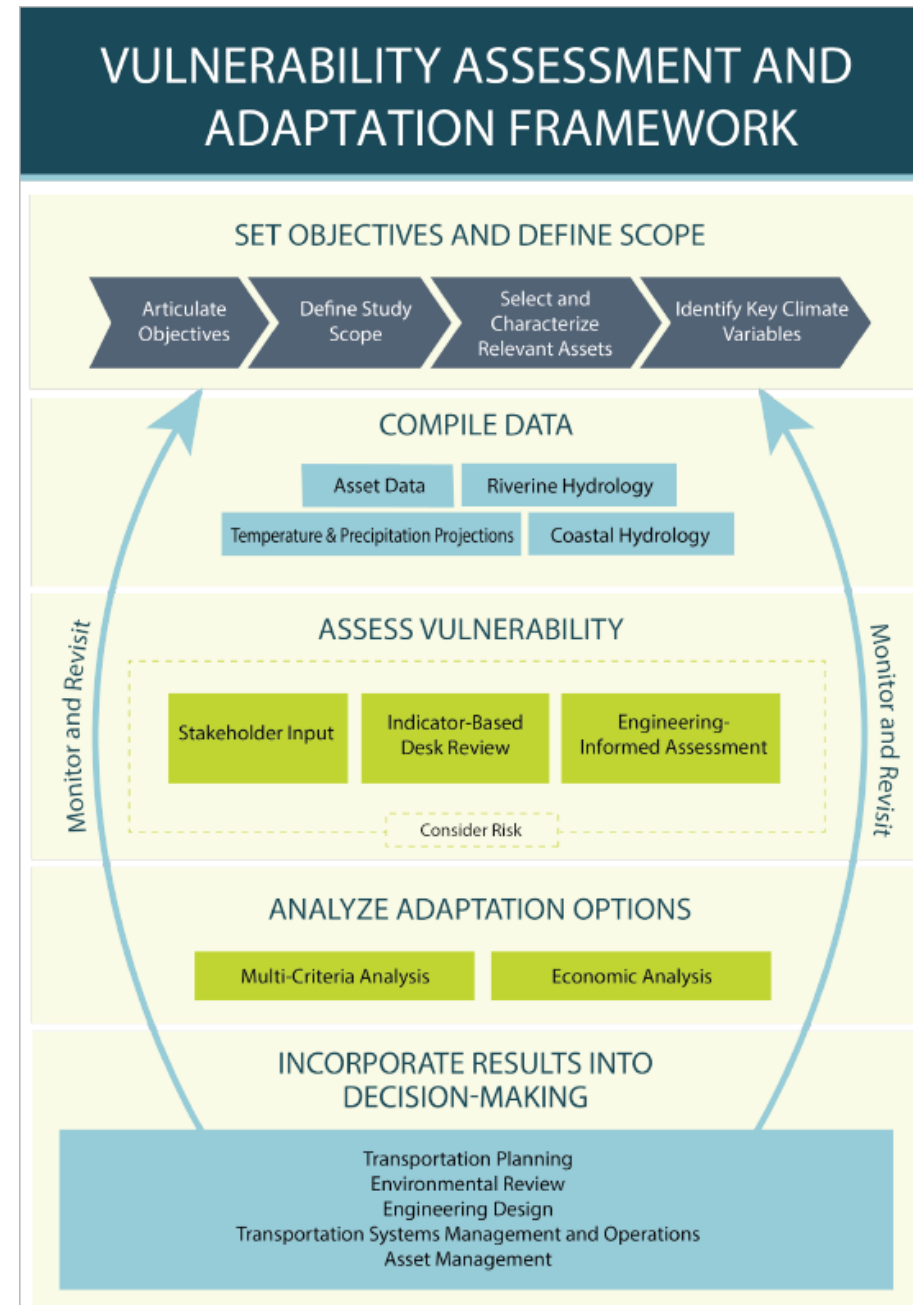 VULNERABILITY ASSESSMENT AND
ADAPTATION FRAMEWORK
SET OBJECTIVES AND DEFINE SCOPE
Articulate
Objectives
Define Study
Scope
Select and
Characterize
Relevant Assets
Identify Key Climate
Variables
COMPILE DATA
Asset Data
Riverine Hydrology
Temperature & Precipitation Projections
Coastal Hydrology
Monitor and Revisit
ASSESS VULNERABILITY
Stakeholder Input
Indicator-Based
Desk Review
Engineering-
Informed Assessment
Consider Risk
Monitor and Revisit
ANALYZE ADAPTATION OPTIONS
Multi-Criteria Analysis
Economic Analysis
INCORPORATE RESULTS INTO
DECISION-MAKING
Transportation Planning
Environmental Review
Engineering Design
Transportation Systems Management and Operations
Asset Management